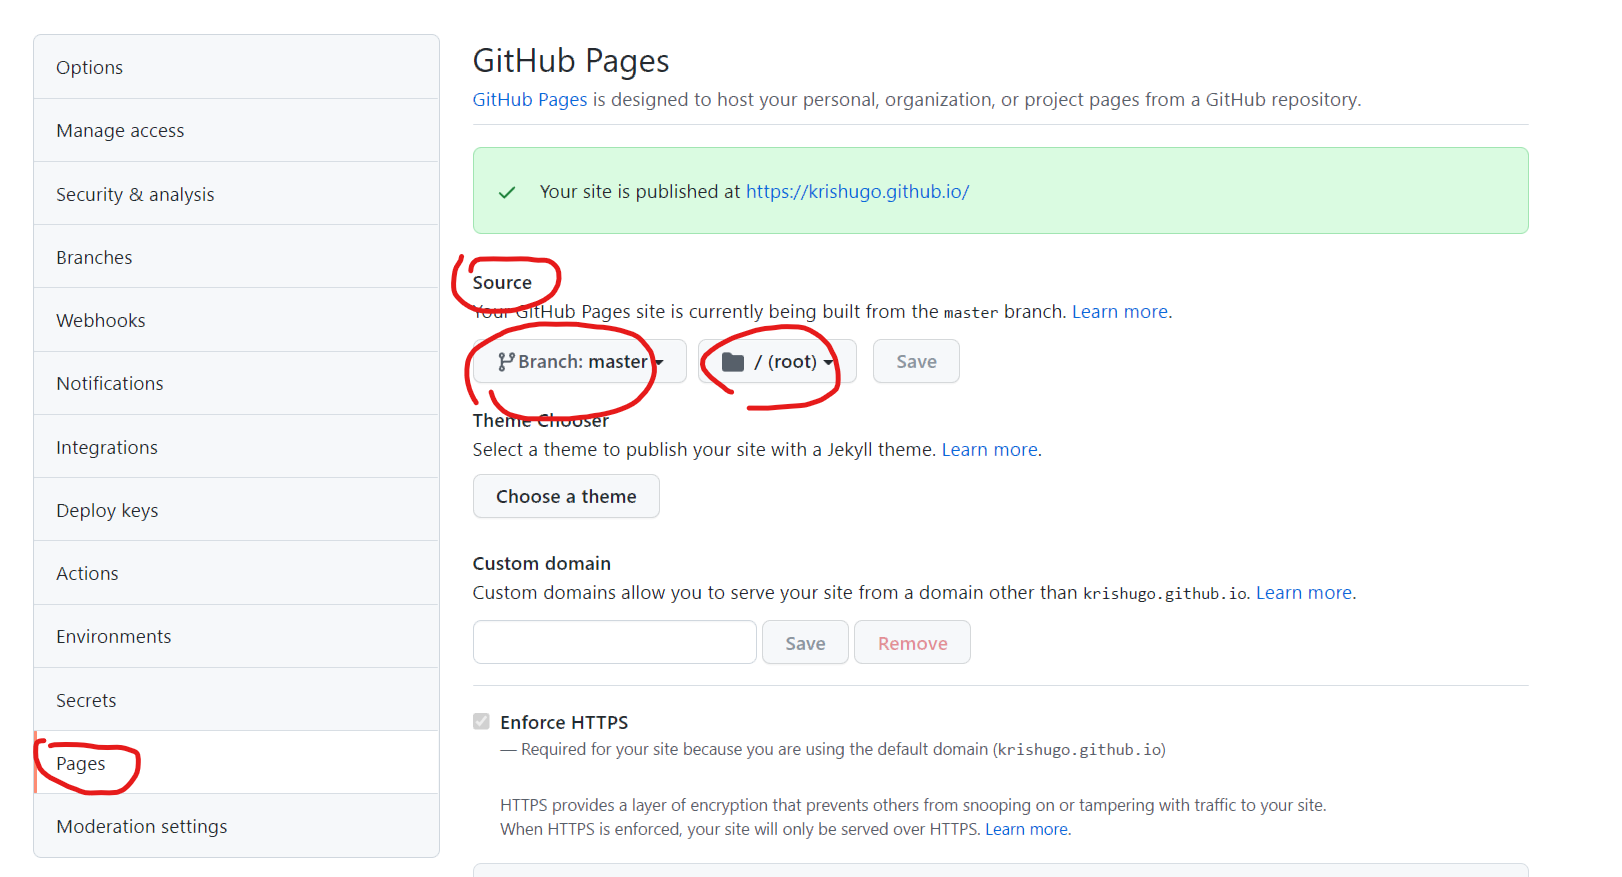 Options
Manage access
Security & analysis
Branches
Webhooks
Notifications
Integrations
Deploy keys
Actions
Environments
Secrets
Pages
Moderation settings
GitHub Pages
GitHub Pages is designed to host your personal, organization, or project pages from a GitHub repository.
Your site is published at https://krishugo.github.io/
Source
Your GitHub Pages site is currently being built from the master branch. Learn more.
Branch: master
/ (root)
Save
Theme Chooser
Select a theme to publish your site with a Jekyll theme. Learn more.
Choose a theme
Custom domain
Custom domains allow you to serve your site from a domain other than krishugo.github.io. Learn more.
Save
Remove
Enforce HTTPS
— Required for your site because you are using the default domain (krishugo.github.io)
HTTPS provides a layer of encryption that prevents others from snooping on or tampering with traffic to your site.
When HTTPS is enforced, your site will only be served over HTTPS. Learn more.